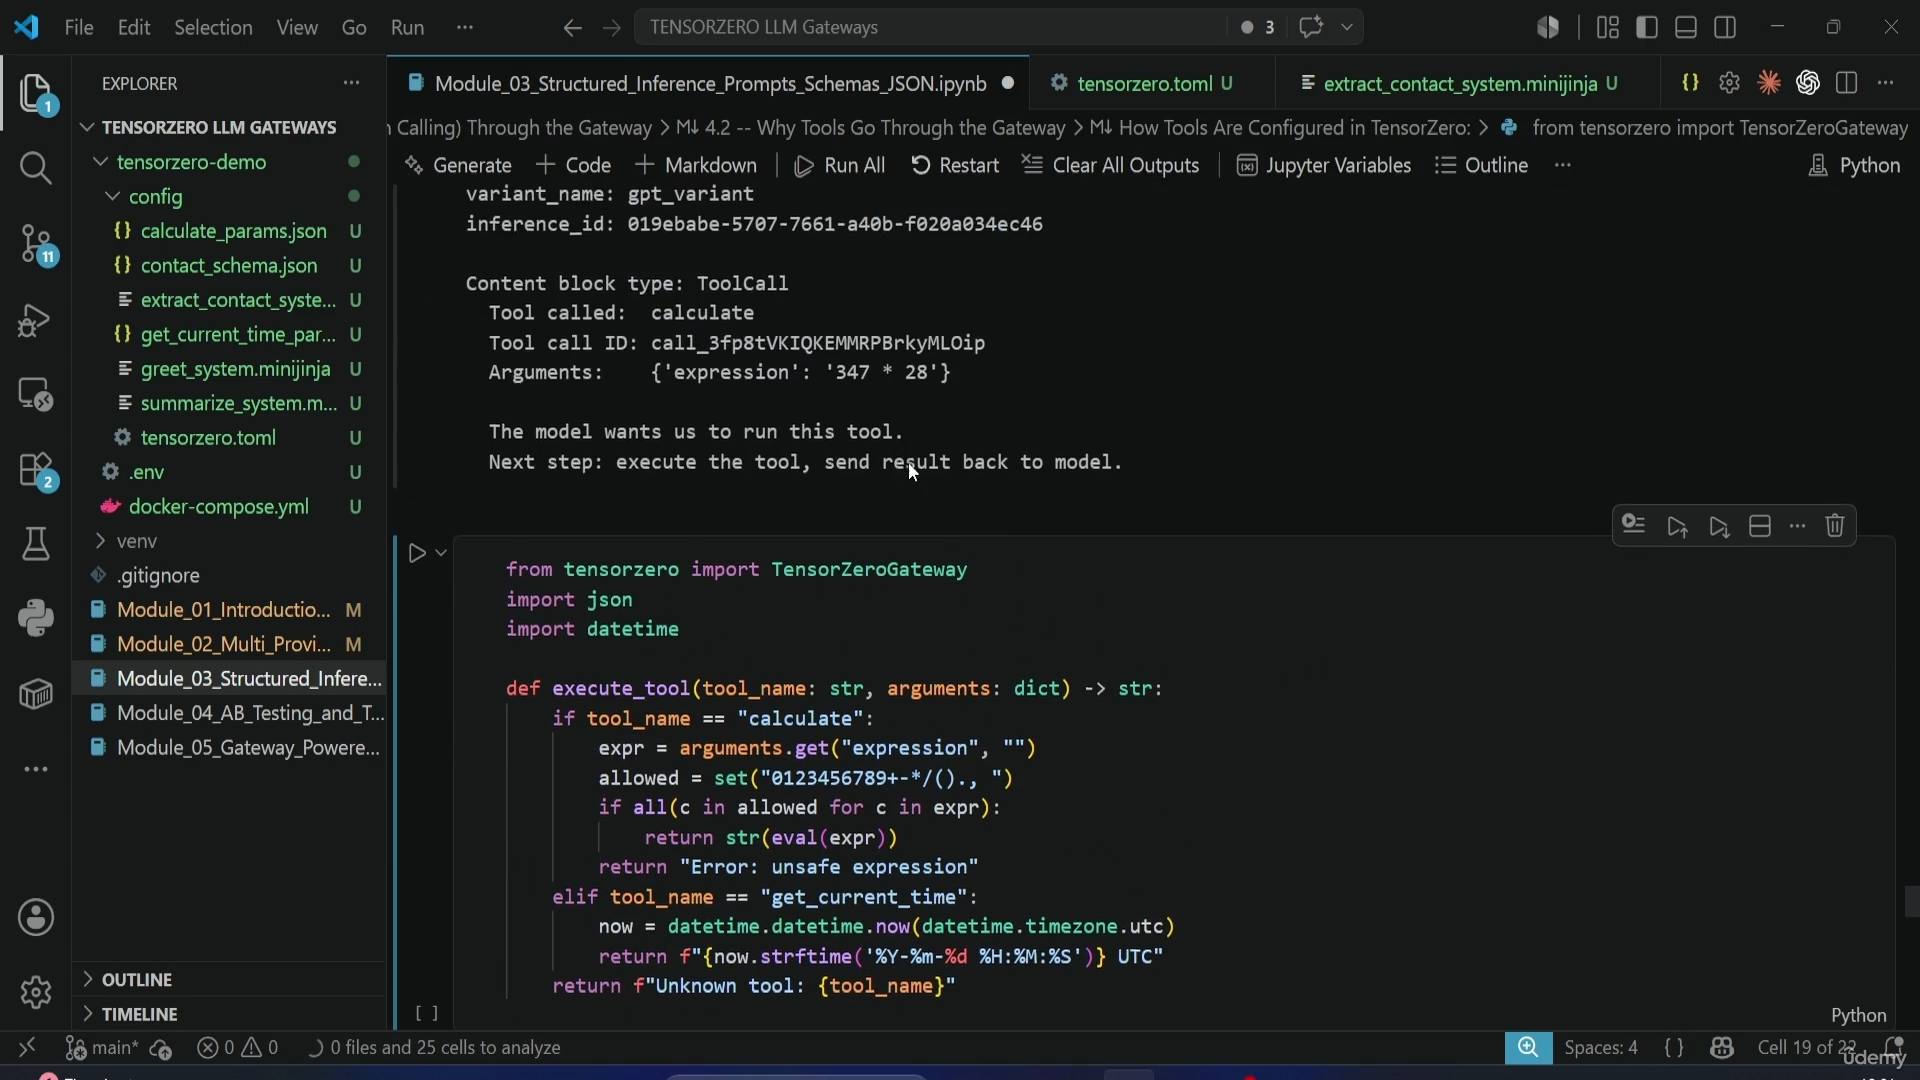 File Edit Selection View Go Run ... TENSORZERO LLM Gateways 3
EXPLORER
Module_03_Structured_Inference_Prompts_Schemas_JSON.ipynb tensorzero.toml U extract_contact_system.minijinja U
TENSORZERO LLM GATEWAYS
Calling) Through the Gateway > M↓ 4.2 -- Why Tools Go Through the Gateway > M↓ How Tools Are Configured in TensorZero: > from tensorzero import TensorZeroGateway
Generate + Code + Markdown Run All Restart Clear All Outputs Jupyter Variables Outline ... Python
tensorzero-demo
config
calculate_params.json U
contact_schema.json U
extract_contact_syste... U
get_current_time_par... U
greet_system.minijinja U
summarize_system.m... U
tensorzero.toml U
.env U
docker-compose.yml U
venv
.gitignore
Module_01_Introductio... M
Module_02_Multi_Provi... M
Module_03_Structured_Infere...
Module_04_AB_Testing_and_T...
Module_05_Gateway_Powere...
OUTLINE
TIMELINE
1
11
2
variant_name: gpt_variant
inference_id: 019ebabe-5707-7661-a40b-f020a034ec46
Content block type: ToolCall
Tool called: calculate
Tool call ID: call_3fp8tVKIQKEMMRPBrkyMLOip
Arguments: {'expression': '347 * 28'}
The model wants us to run this tool.
Next step: execute the tool, send result back to model.
from tensorzero import TensorZeroGateway
import json
import datetime
def execute_tool(tool_name: str, arguments: dict) -> str:
if tool_name == "calculate":
expr = arguments.get("expression", "")
allowed = set("0123456789+-*/()., ")
if all(c in allowed for c in expr):
return str(eval(expr))
return "Error: unsafe expression"
elif tool_name == "get_current_time":
now = datetime.datetime.now(datetime.timezone.utc)
return f"{now.strftime('%Y-%m-%d %H:%M:%S')} UTC"
return f"Unknown tool: {tool_name}"
[ ]
Python
main* 0 0 0 files and 25 cells to analyze Spaces: 4 { } Cell 19 of
udemy